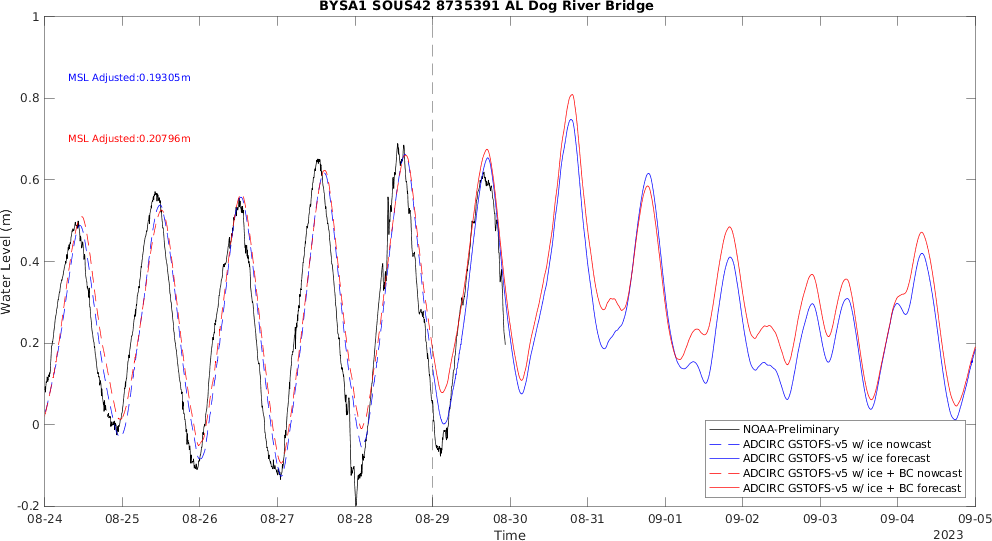 BYSA1 SOUS42 8735391 AL Dog River Bridge
1
0.8
0.6
0.4
0.2
0
-0.2
Water Level (m)
MSL Adjusted:0.19305m
MSL Adjusted:0.20796m
NOAA-Preliminary
ADCIRC GSTOFS-v5 w/ ice nowcast
ADCIRC GSTOFS-v5 w/ ice forecast
ADCIRC GSTOFS-v5 w/ ice + BC nowcast
ADCIRC GSTOFS-v5 w/ ice + BC forecast
08-24 08-25 08-26 08-27 08-28 08-29 08-30 08-31 09-01 09-02 09-03 09-04 09-05
Time
2023